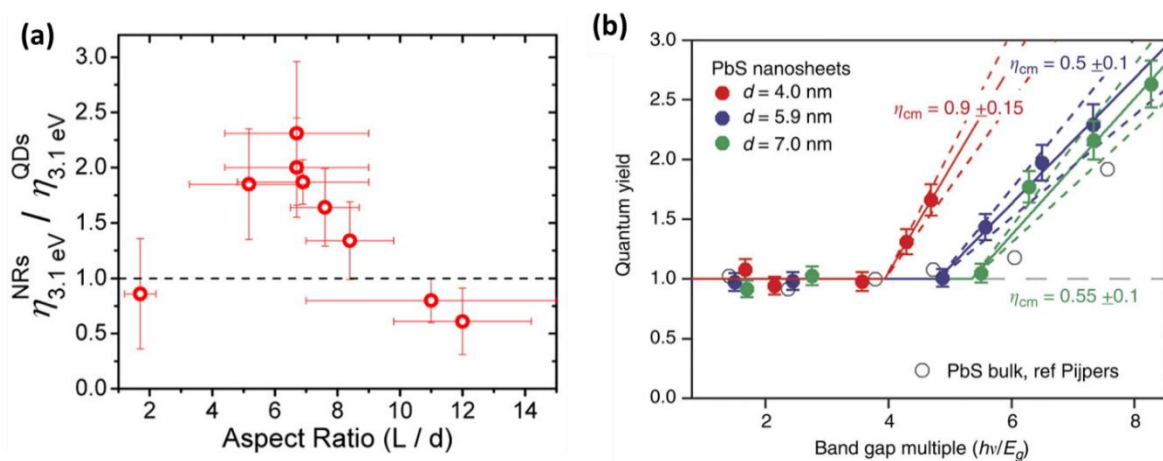 (a)
η NRs 3.1 eV / η QDs 3.1 eV
3.0
2.5
2.0
1.5
1.0
0.5
0.0
2 4 6 8 10 12 14
Aspect Ratio (L / d)
(b)
Quantum yield
3.0
2.5
2.0
1.5
1.0
0.5
0.0
PbS nanosheets
d = 4.0 nm
d = 5.9 nm
d = 7.0 nm
ηcm = 0.5 ±0.1
ηcm = 0.9 ±0.15
ηcm = 0.55 ±0.1
PbS bulk, ref Pijpers
2 4 6 8
Band gap multiple (hν/Eg)